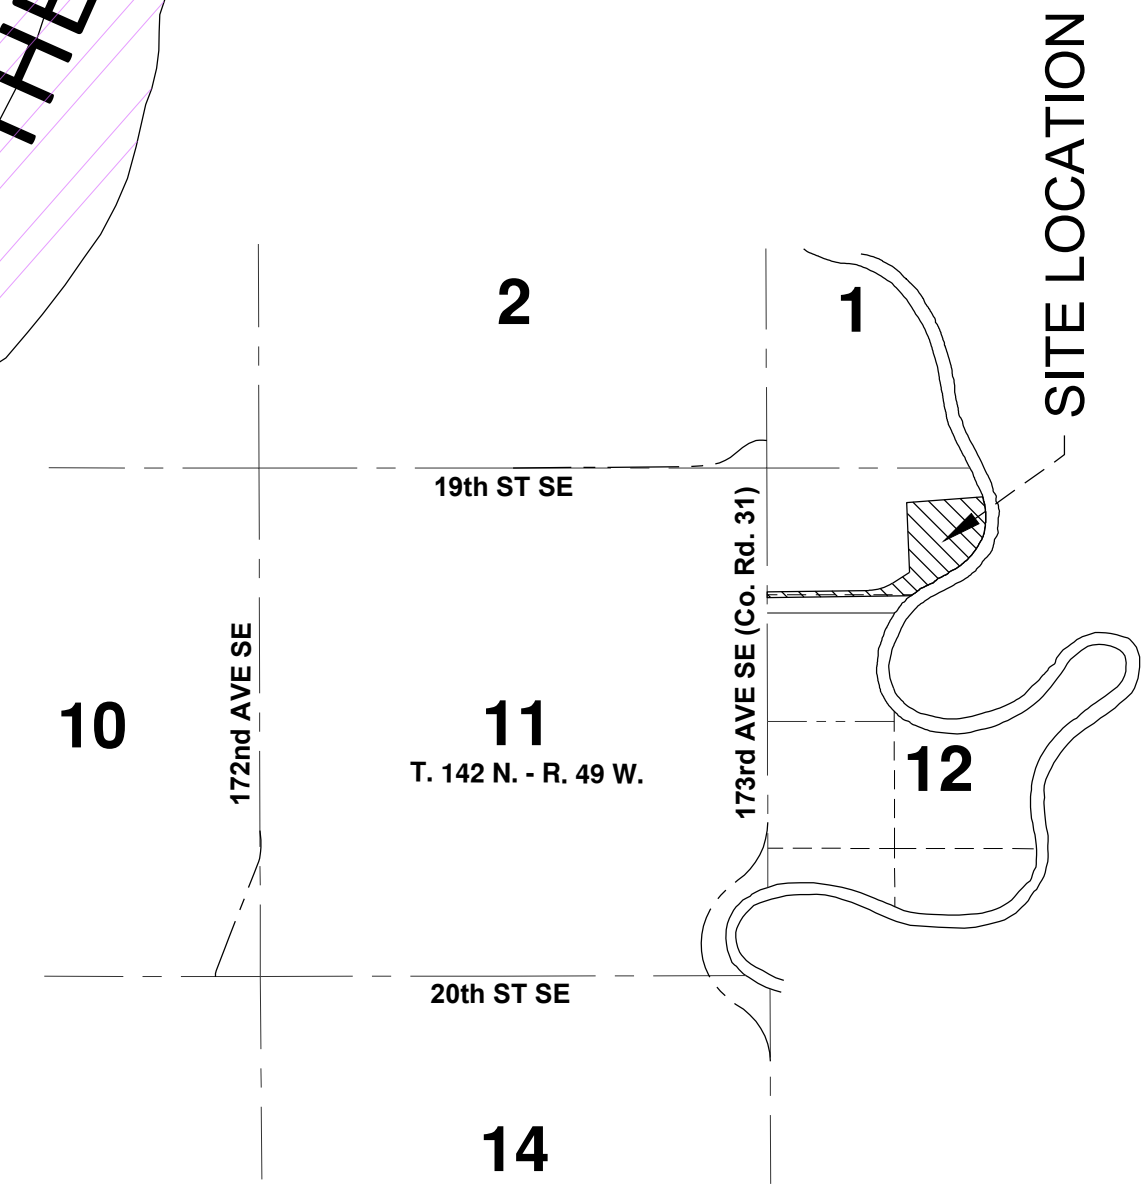 THE
SITE LOCATION
2
1
19th ST SE
173rd AVE SE (Co. Rd. 31)
172nd AVE SE
10
11
T. 142 N. - R. 49 W.
12
20th ST SE
14